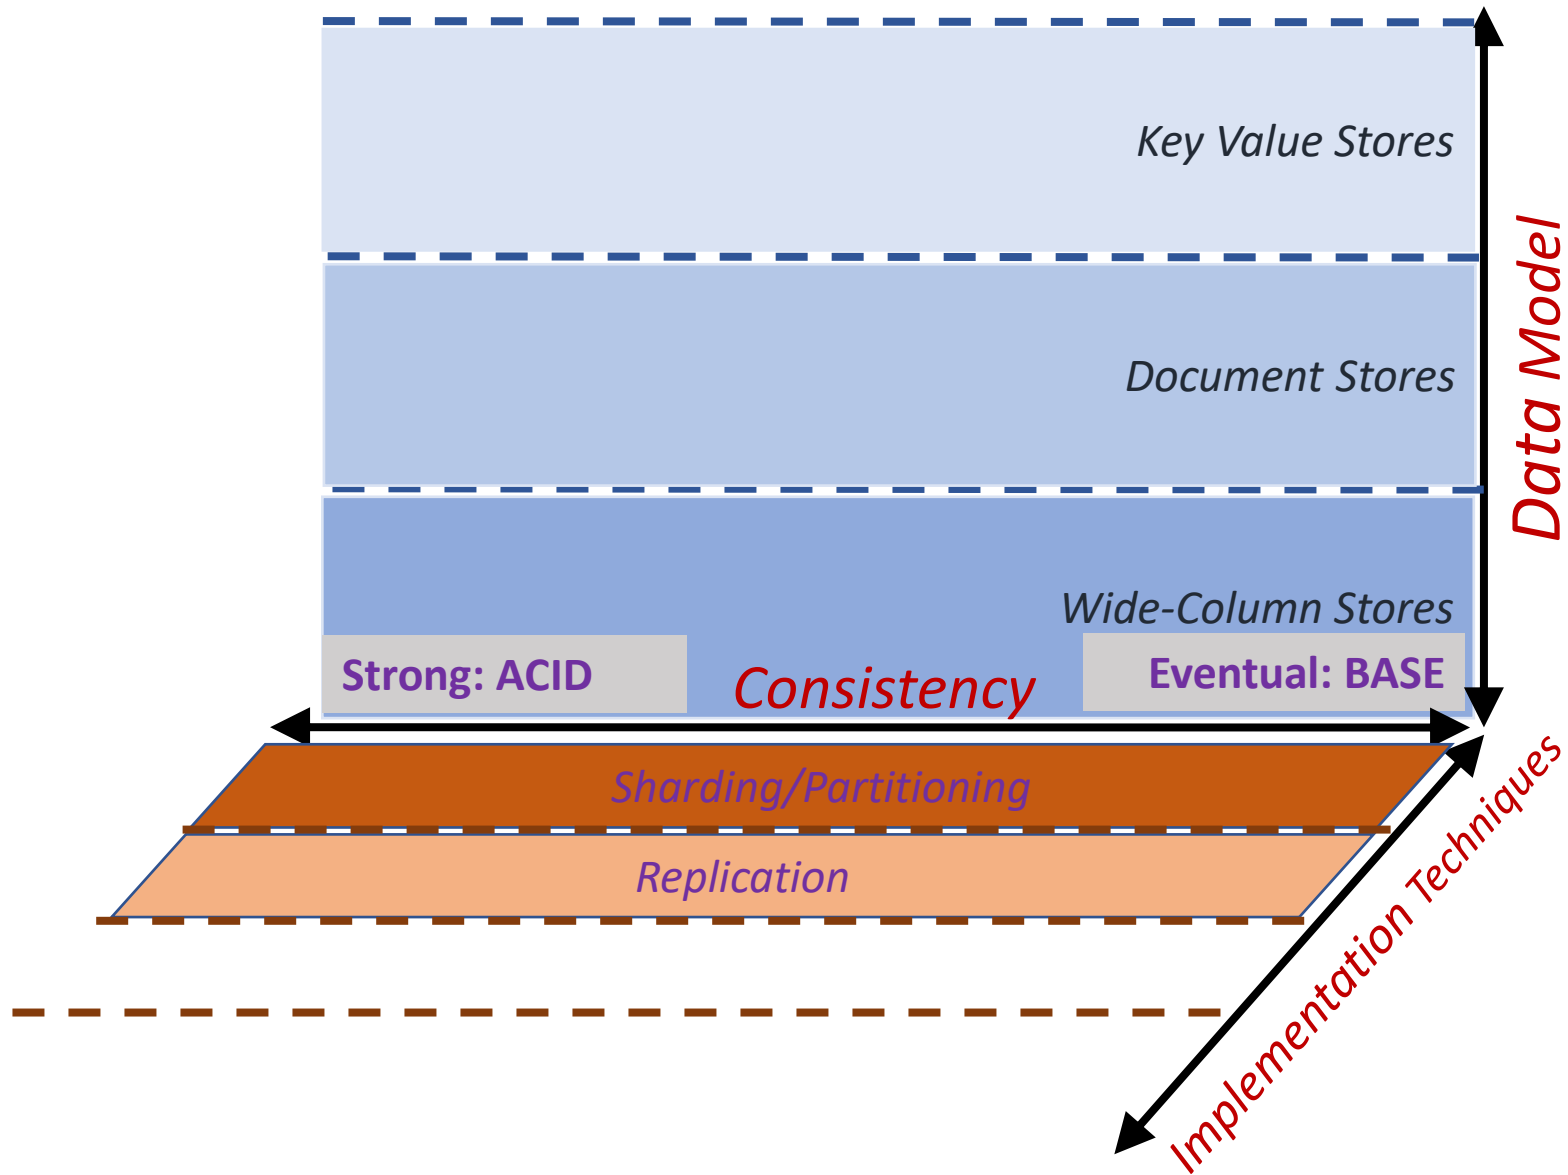 Key Value Stores
Data Model
Document Stores
Wide-Column Stores
Strong: ACID
Consistency
Eventual: BASE
Sharding/Partitioning
Replication
Implementation Techniques